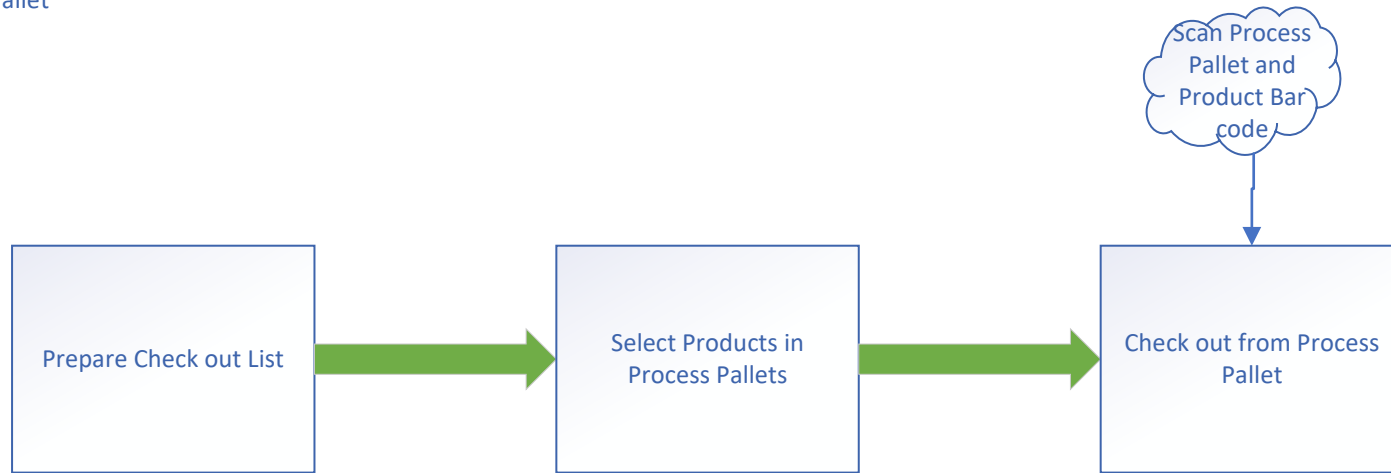 Scan Process
Pallet and
Product Bar
code
Prepare Check out List
Select Products in
Process Pallets
Check out from Process
Pallet